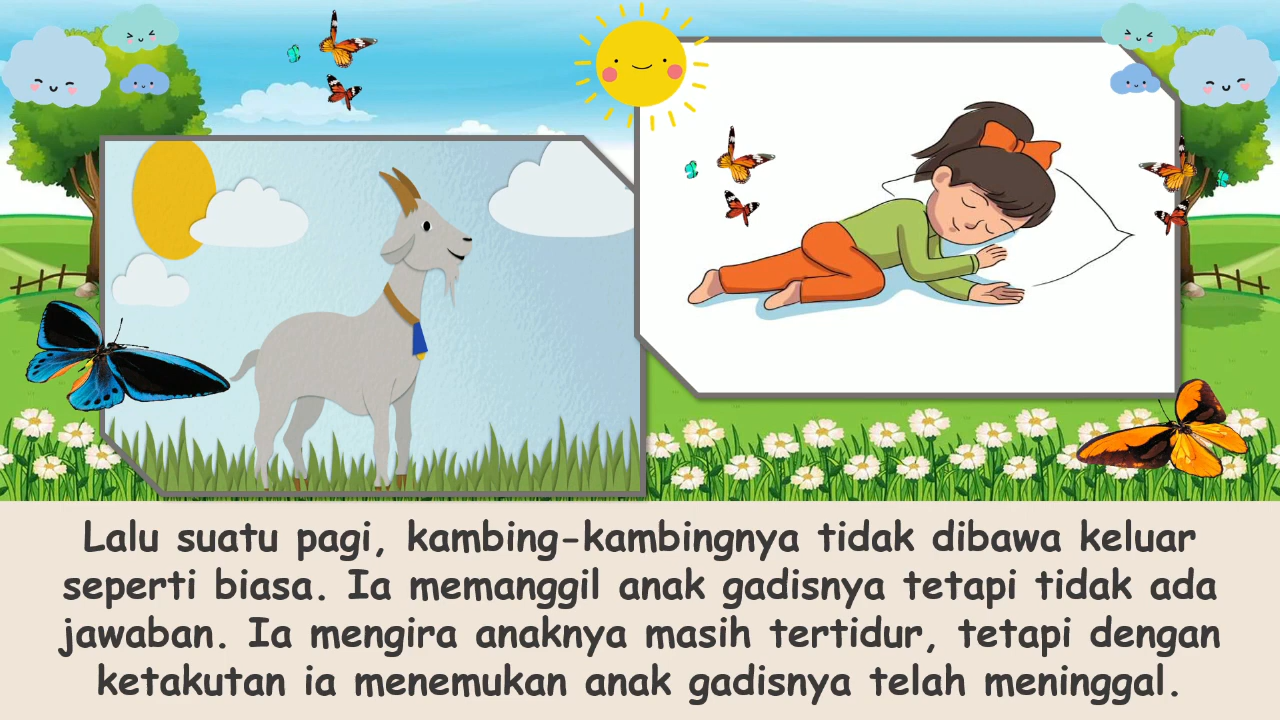 Lalu suatu pagi, kambing-kambingnya tidak dibawa keluar
seperti biasa. Ia memanggil anak gadisnya tetapi tidak ada
jawaban. Ia mengira anaknya masih tertidur, tetapi dengan
ketakutan ia menemukan anak gadisnya telah meninggal.